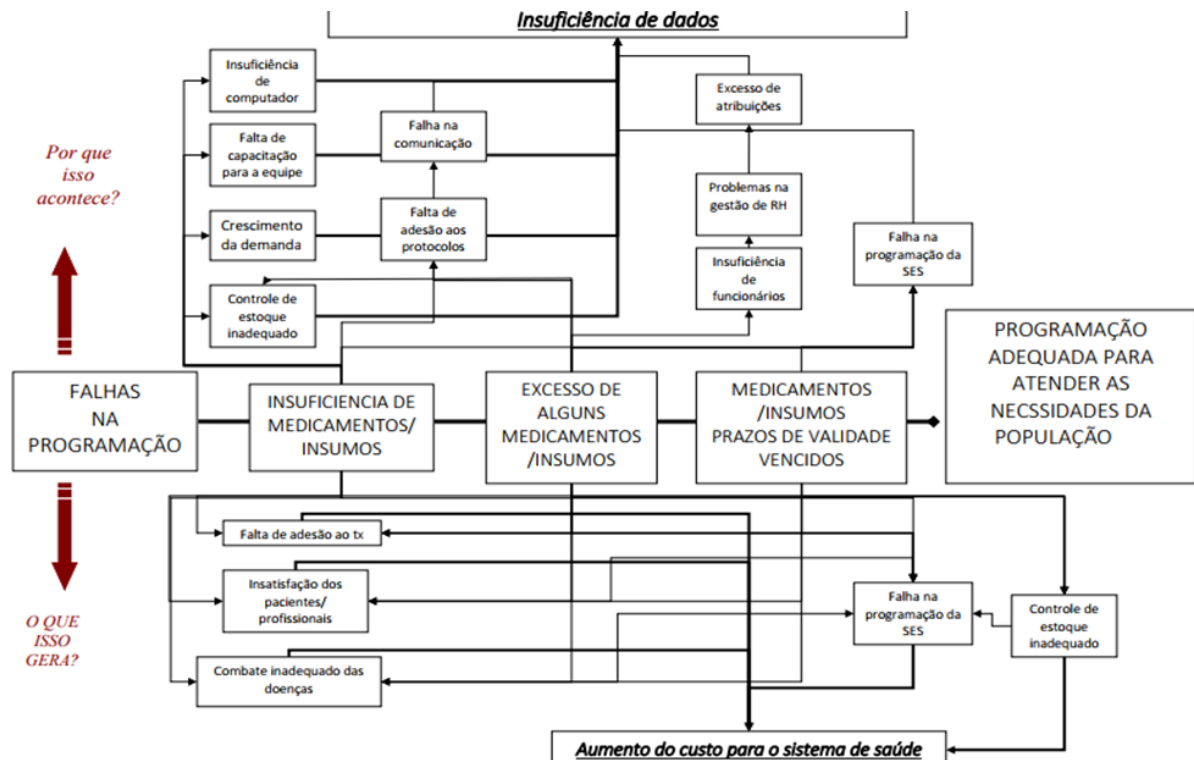 Insuficiência de dados
Insuficiência
de
computador
Excesso de
atribuições
Falha na
comunicação
Falta de
capacitação
para a equipe
Por que
isso
acontece?
Problemas na
gestão de RH
Falta de
adesão aos
protocolos
Crescimento
da demanda
Falha na
programação da
SES
Insuficiência
de
funcionários
Controle de
estoque
inadequado
FALHAS
NA
PROGRAMAÇÃO
INSUFICIENCIA DE
MEDICAMENTOS/
INSUMOS
EXCESSO DE
ALGUNS
MEDICAMENTOS
/INSUMOS
MEDICAMENTOS
/INSUMOS
PRAZOS DE VALIDADE
VENCIDOS
PROGRAMAÇÃO
ADEQUADA PARA
ATENDER AS
NECSSIDADES DA
POPULAÇÃO
Falta de adesão ao tx
Insatisfação dos
pacientes/
profissionais
Falha na
programação da
SES
Controle de
estoque
inadequado
O QUE
ISSO
GERA?
Combate inadequado das
doenças
Aumento do custo para o sistema de saúde